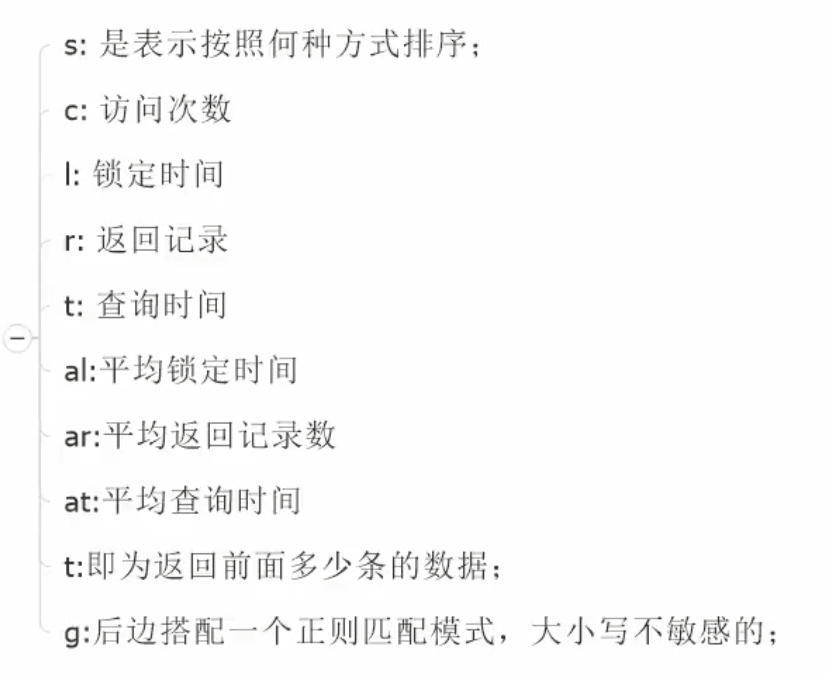 s: 是表示按照何种方式排序；
c: 访问次数
l: 锁定时间
r: 返回记录
t: 查询时间
al:平均锁定时间
ar:平均返回记录数
at:平均查询时间
t:即为返回前面多少条的数据；
g:后边搭配一个正则匹配模式，大小写不敏感的；